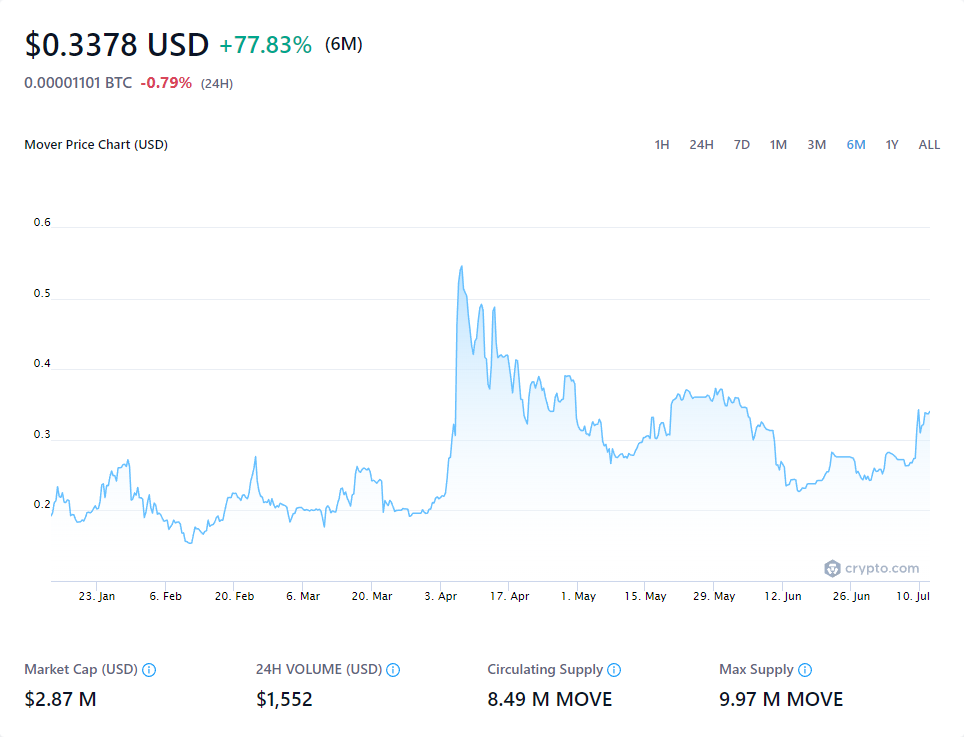 $0.3378 USD +77.83% (6M)
0.00001101 BTC -0.79% (24H)
Mover Price Chart (USD) 1H 24H 7D 1M 3M 6M 1Y ALL
0.6
0.5
0.4
0.3
0.2
crypto.com
23. Jan 6. Feb 20. Feb 6. Mar 20. Mar 3. Apr 17. Apr 1. May 15. May 29. May 12. Jun 26. Jun 10. Jul
Market Cap (USD) 24H VOLUME (USD) Circulating Supply Max Supply
$2.87 M $1,552 8.49 M MOVE 9.97 M MOVE